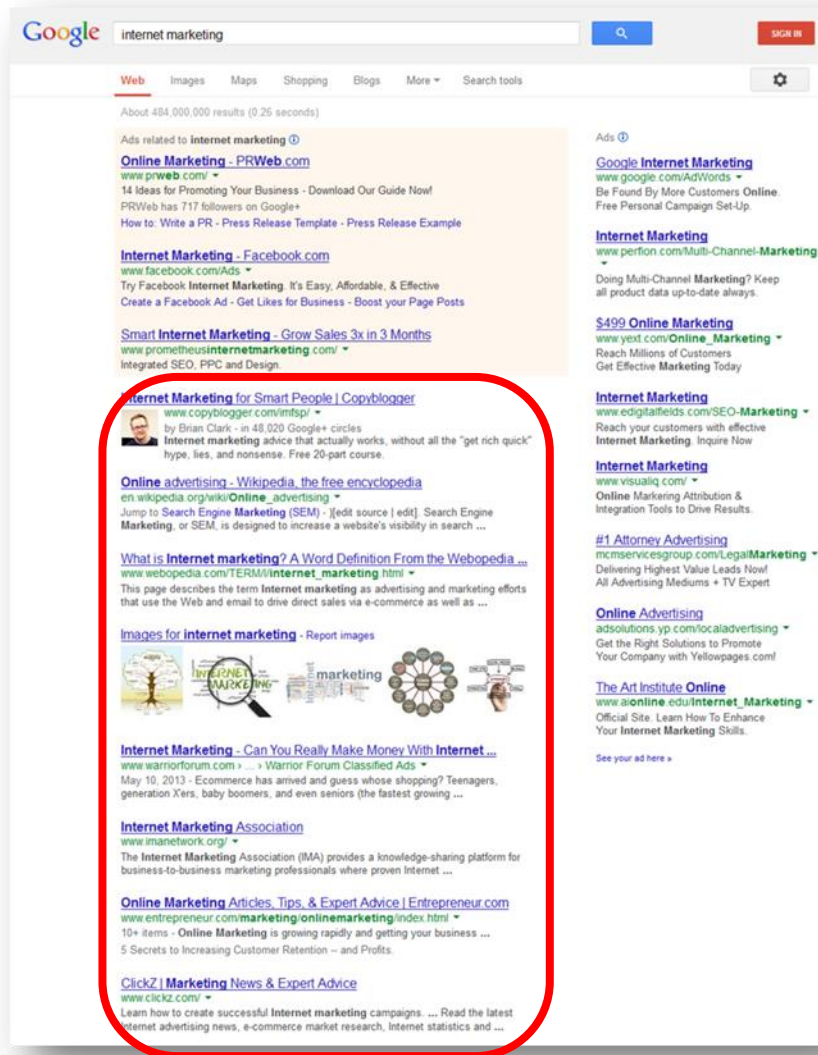 Google
internet marketing
SIGN IN
Web Images Maps Shopping Blogs More Search tools
About 484,000,000 results (0.26 seconds)
Ads related to internet marketing
Online Marketing - PRWeb.com
www.prweb.com/
14 Ideas for Promoting Your Business - Download Our Guide Now!
PRWeb has 717 followers on Google+
How to: Write a PR - Press Release Template - Press Release Example
Internet Marketing - Facebook.com
www.facebook.com/Ads
Try Facebook Internet Marketing. It's Easy, Affordable, & Effective
Create a Facebook Ad - Get Likes for Business - Boost your Page Posts
Smart Internet Marketing - Grow Sales 3x in 3 Months
www.prometheusinternetmarketing.com/
Integrated SEO, PPC and Design.
Internet Marketing for Smart People | Copyblogger
www.copyblogger.com/imfsp/
by Brian Clark - in 48,020 Google+ circles
Internet marketing advice that actually works, without all the "get rich quick"
hype, lies, and nonsense. Free 20-part course.
Online advertising - Wikipedia, the free encyclopedia
en.wikipedia.org/wiki/Online_advertising
Jump to Search Engine Marketing (SEM) - )[edit source | edit]. Search Engine
Marketing, or SEM, is designed to increase a website's visibility in search ...
What is Internet marketing? A Word Definition From the Webopedia ...
www.webopedia.com/TERM/I/internet_marketing.html
This page describes the term Internet marketing as advertising and marketing efforts
that use the Web and email to drive direct sales via e-commerce as well as ...
Images for internet marketing - Report images
INTERNET
MARKETING
Internet
marketing
Internet Marketing - Can You Really Make Money With Internet ...
www.warriorforum.com › ... › Warrior Forum Classified Ads
May 10, 2013 - Ecommerce has arrived and guess whose shopping? Teenagers,
generation X'ers, baby boomers, and even seniors (the fastest growing ...
Internet Marketing Association
www.imanetwork.org/
The Internet Marketing Association (IMA) provides a knowledge-sharing platform for
business-to-business marketing professionals where proven Internet ...
Online Marketing Articles, Tips, & Expert Advice | Entrepreneur.com
www.entrepreneur.com/marketing/onlinemarketing/index.html
10+ items - Online Marketing is growing rapidly and getting your business ...
5 Secrets to Increasing Customer Retention -- and Profits.
ClickZ | Marketing News & Expert Advice
www.clickz.com/
Learn how to create successful Internet marketing campaigns. ... Read the latest
Internet advertising news, e-commerce market research, Internet statistics and ...
Ads
Google Internet Marketing
www.google.com/AdWords
Be Found By More Customers Online.
Free Personal Campaign Set-Up.
Internet Marketing
www.perfion.com/Multi-Channel-Marketing
Doing Multi-Channel Marketing? Keep
all product data up-to-date always.
$499 Online Marketing
www.yext.com/Online_Marketing
Reach Millions of Customers
Get Effective Marketing Today
Internet Marketing
www.edigitalfields.com/SEO-Marketing
Reach your customers with effective
Internet Marketing. Inquire Now
Internet Marketing
www.visualiq.com/
Online Markering Attribution &
Integration Tools to Drive Results.
#1 Attorney Advertising
mcmservicesgroup.com/LegalMarketing
Delivering Highest Value Leads Now!
All Advertising Mediums + TV Expert
Online Advertising
adsolutions.yp.com/localadvertising
Get the Right Solutions to Promote
Your Company with Yellowpages.com!
The Art Institute Online
www.aionline.edu/Internet_Marketing
Official Site. Learn How To Enhance
Your Internet Marketing Skills.
See your ad here »